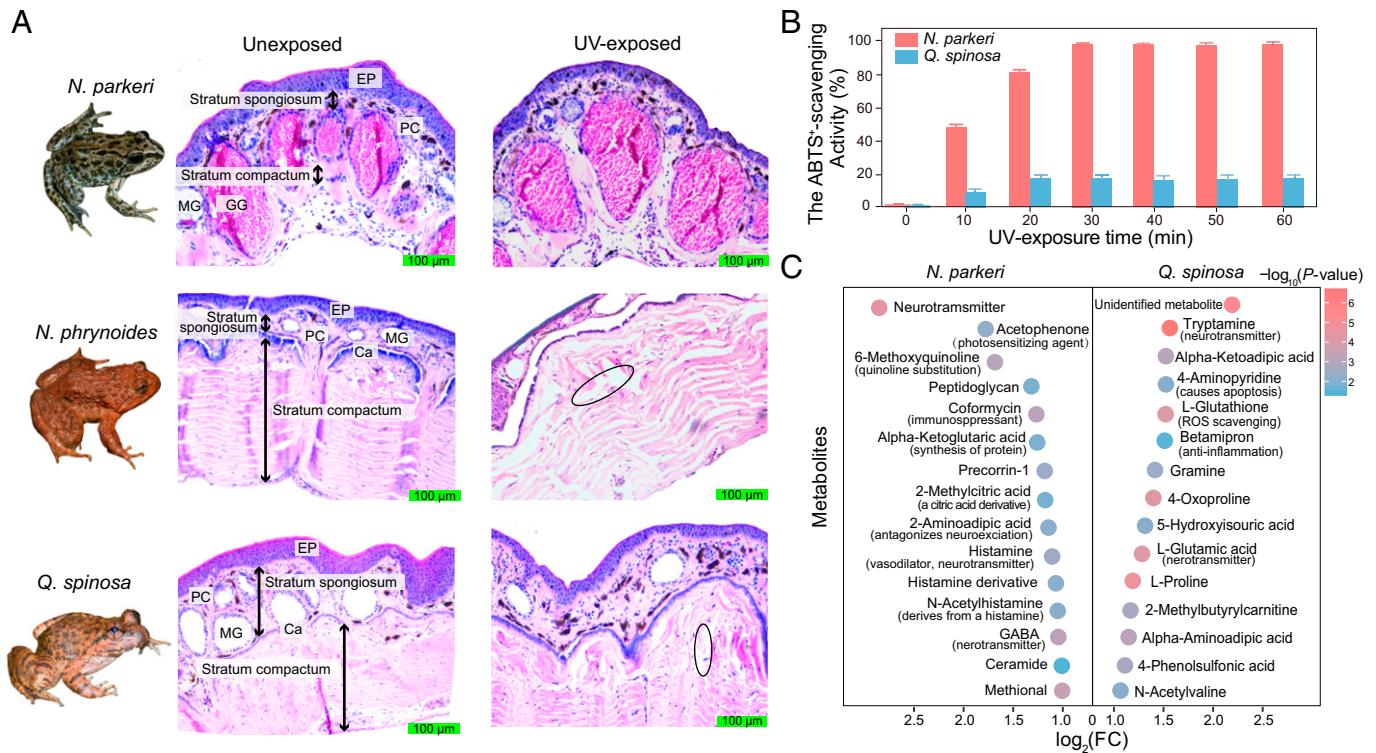 A
Unexposed
UV-exposed
N. parkeri
EP
Stratum spongiosum
PC
Stratum compactum
MG
GG
100 µm
100 µm
N. phrynoides
Stratum
spongiosum
EP
PC
MG
Ca
Stratum compactum
100 µm
100 µm
Q. spinosa
EP
Stratum spongiosum
PC
MG
Ca
Stratum compactum
100 µm
100 µm
B
The ABTS⁺-scavenging
Activity (%)
100
80
60
40
20
0
N. parkeri
Q. spinosa
0 10 20 30 40 50 60
UV-exposure time (min)
C
N. parkeri
Q. spinosa
−log₁₀(P-value)
6
5
4
3
2
Metabolites
Neurotransmitter
Acetophenone
(photosensitizing agent)
6-Methoxyquinoline
(quinoline substitution)
Peptidoglycan
Coformycin
(immunosppressant)
Alpha-Ketoglutaric acid
(synthesis of protein)
Precorrin-1
2-Methylcitric acid
(a citric acid derivative)
2-Aminoadipic acid
(antagonizes neuroexciation)
Histamine
(vasodilator, neurotransmitter)
Histamine derivative
N-Acetylhistamine
(derives from a histamine)
GABA
(nerotransmitter)
Ceramide
Methional
Unidentified metabolite
Tryptamine
(neurotransmitter)
Alpha-Ketoadipic acid
4-Aminopyridine
(causes apoptosis)
L-Glutathione
(ROS scavenging)
Betamipron
(anti-inflammation)
Gramine
4-Oxoproline
5-Hydroxyisouric acid
L-Glutamic acid
(nerotransmitter)
L-Proline
2-Methylbutyrylcarnitine
Alpha-Aminoadipic acid
4-Phenolsulfonic acid
N-Acetylvaline
2.5 2.0 1.5 1.0 0 1.0 1.5 2.0 2.5
log₂(FC)